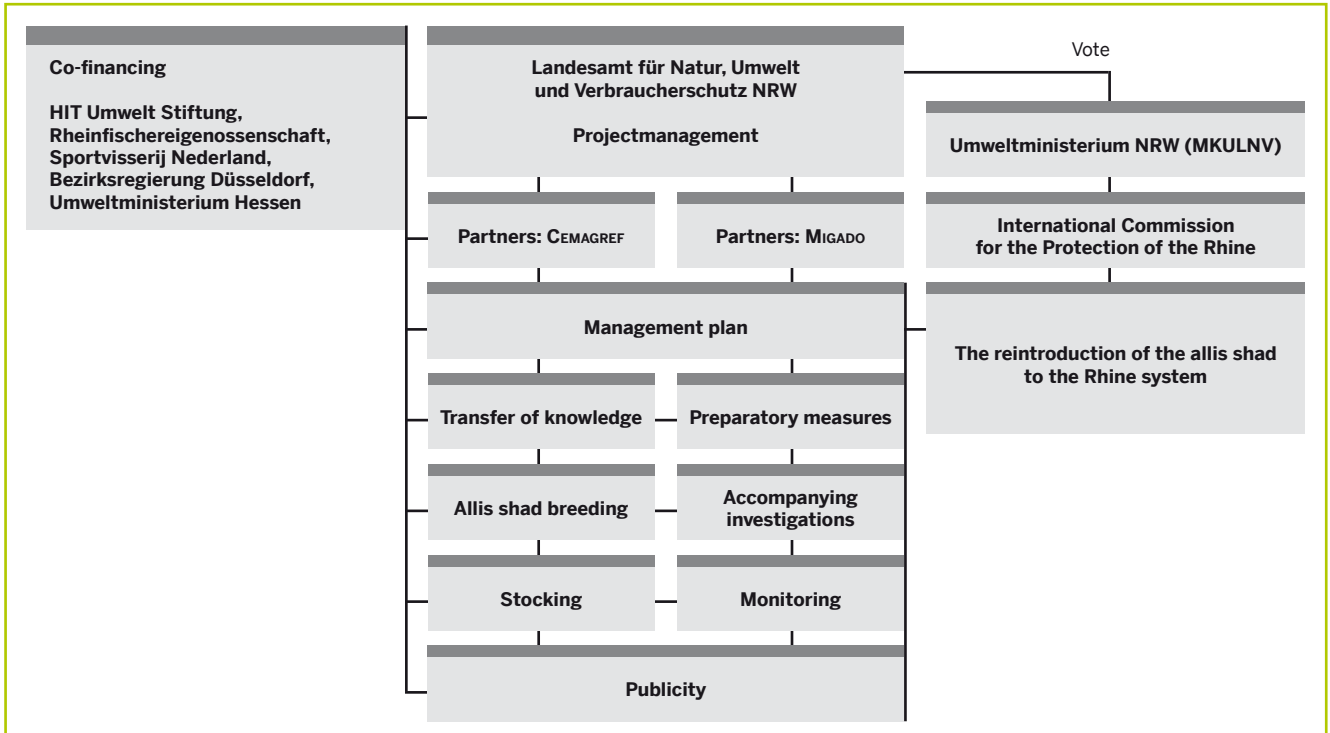 Co-financing
HIT Umwelt Stiftung,
Rheinfischereigenossenschaft,
Sportvisserij Nederland,
Bezirksregierung Düsseldorf,
Umweltministerium Hessen
Landesamt für Natur, Umwelt
und Verbraucherschutz NRW
Projectmanagement
Vote
Umweltministerium NRW (MKULNV)
Partners: CEMAGREF
Partners: MIGADO
International Commission
for the Protection of the Rhine
Management plan
The reintroduction of the allis shad
to the Rhine system
Transfer of knowledge
Preparatory measures
Allis shad breeding
Accompanying
investigations
Stocking
Monitoring
Publicity